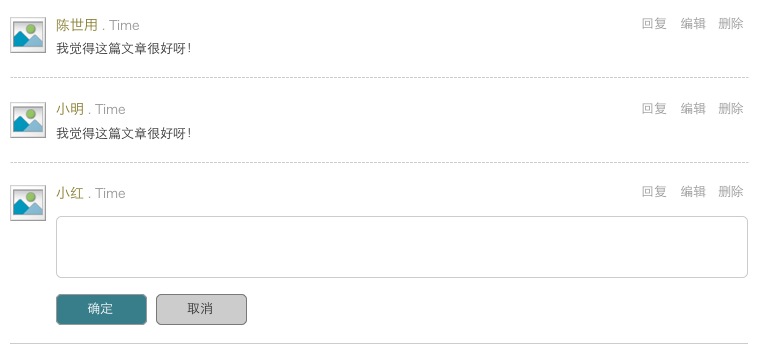 陈世用 . Time 回复 编辑 删除
我觉得这篇文章很好呀！
小明 . Time 回复 编辑 删除
我觉得这篇文章很好呀！
小红 . Time 回复 编辑 删除
确定 取消